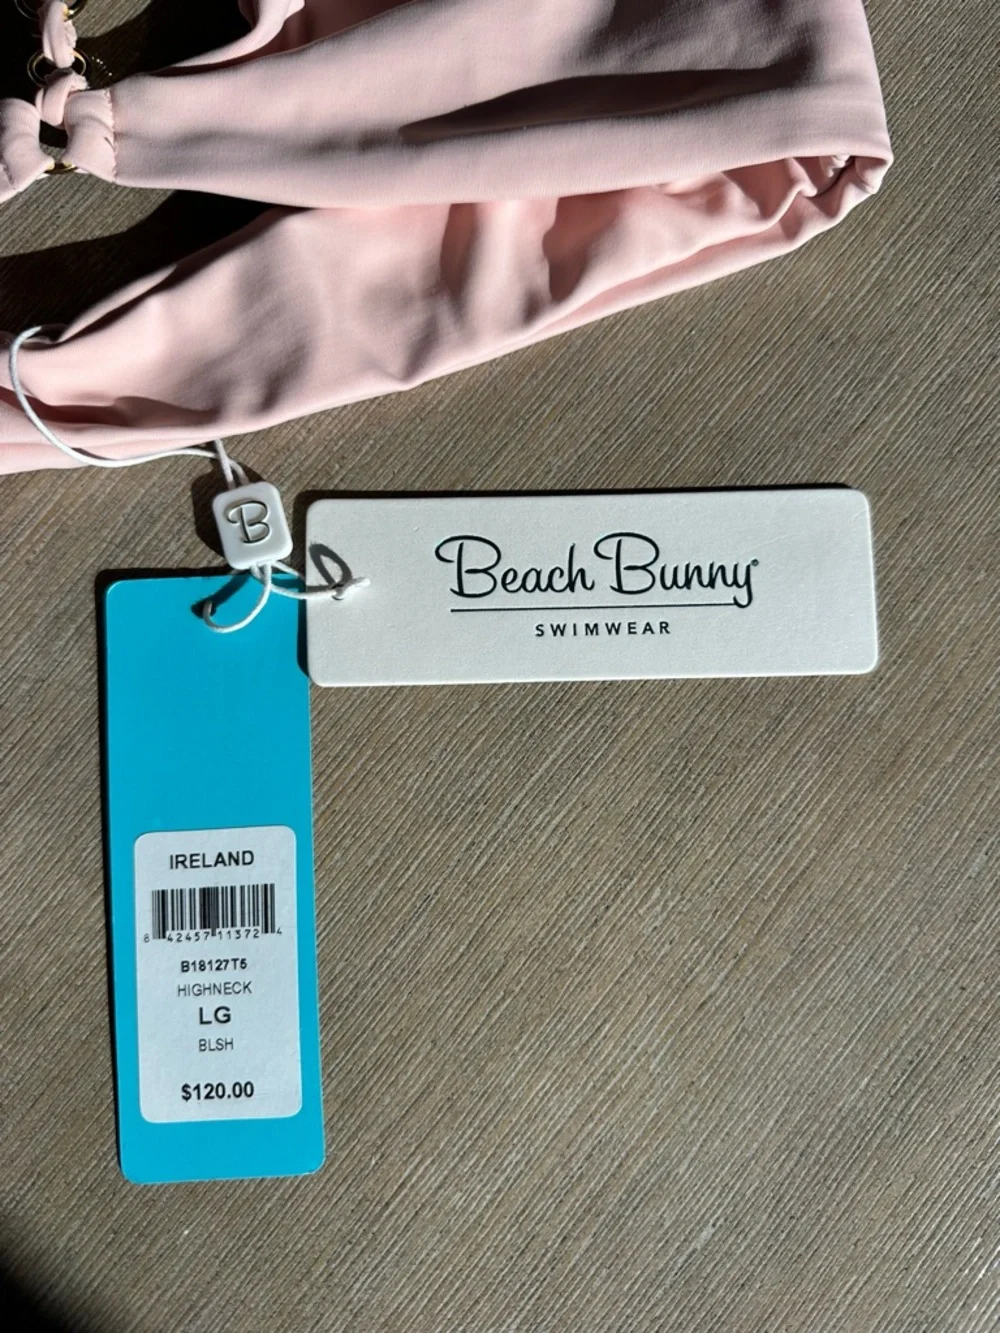 B
Beach Bunny®
SWIMWEAR
IRELAND
8 42457 11372 4
B18127T5
HIGHNECK
LG
BLSH
$120.00